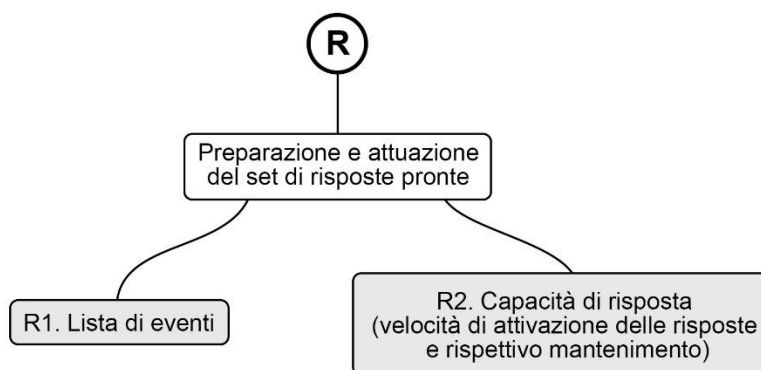 R
Preparazione e attuazione
del set di risposte pronte
R1. Lista di eventi
R2. Capacità di risposta
(velocità di attivazione delle risposte
e rispettivo mantenimento)